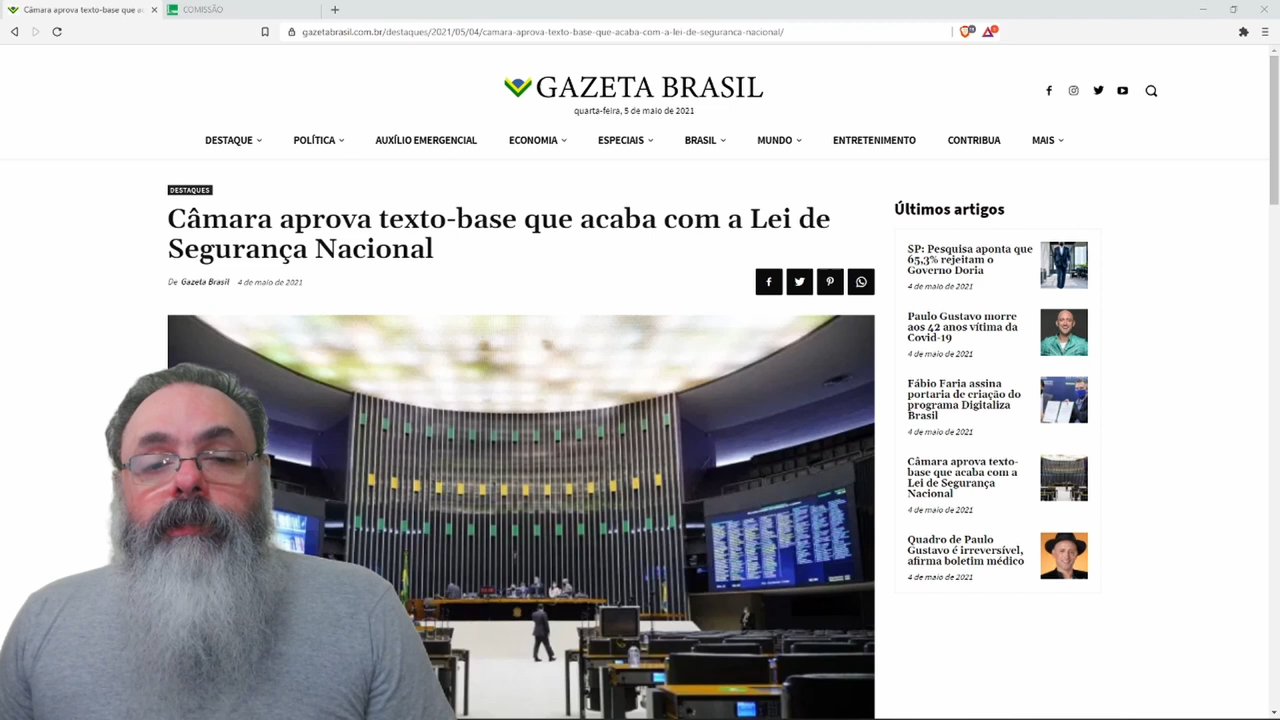 Câmara aprova texto-base que ac
COMISSÃO
gazetabrasil.com.br/destaques/2021/05/04/camara-aprova-texto-base-que-acaba-com-a-lei-de-seguranca-nacional/
GAZETA BRASIL
quarta-feira, 5 de maio de 2021
DESTAQUE POLÍTICA AUXÍLIO EMERGENCIAL ECONOMIA ESPECIAIS BRASIL MUNDO ENTRETENIMENTO CONTRIBUA MAIS
DESTAQUES
Câmara aprova texto-base que acaba com a Lei de
Segurança Nacional
De Gazeta Brasil 4 de maio de 2021
Últimos artigos
SP: Pesquisa aponta que
65,3% rejeitam o
Governo Doria
4 de maio de 2021
Paulo Gustavo morre
aos 42 anos vítima da
Covid-19
4 de maio de 2021
Fábio Faria assina
portaria de criação do
programa Digitaliza
Brasil
4 de maio de 2021
Câmara aprova texto-
base que acaba com a
Lei de Segurança
Nacional
4 de maio de 2021
Quadro de Paulo
Gustavo é irreversível,
afirma boletim médico
4 de maio de 2021